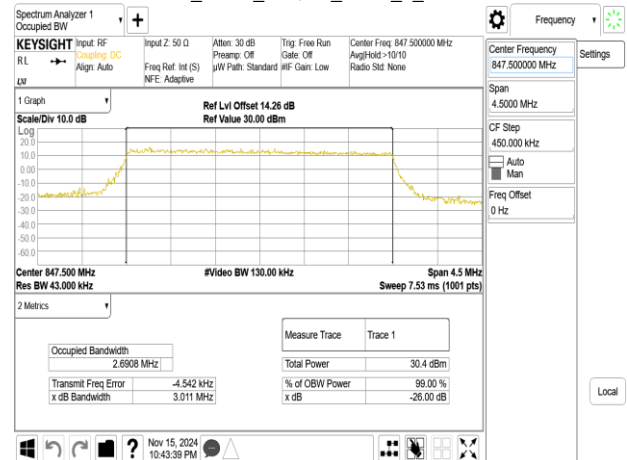 Spectrum Analyzer 1
Occupied BW
Frequency
KEYSIGHT
Input: RF
Coupling: DC
Align: Auto
Input Z: 50 Ω
Freq Ref: Int (S)
NFE: Adaptive
Atten: 30 dB
Preamp: Off
µW Path: Standard
Trig: Free Run
Gate: Off
#IF Gain: Low
Center Freq: 847.500000 MHz
Avg|Hold:>10/10
Radio Std: None
RL
LXI
Center Frequency
847.500000 MHz
Settings
Span
4.5000 MHz
CF Step
450.000 kHz
Auto
Man
Freq Offset
0 Hz
Local
1 Graph
Scale/Div 10.0 dB
Ref Lvl Offset 14.26 dB
Ref Value 30.00 dBm
Log
20.0
10.0
0.00
-10.0
-20.0
-30.0
-40.0
-50.0
-60.0
Center 847.500 MHz
#Video BW 130.00 kHz
Span 4.5 MHz
Res BW 43.000 kHz
Sweep 7.53 ms (1001 pts)
2 Metrics
Measure Trace
Trace 1
Occupied Bandwidth
2.6908 MHz
Total Power
30.4 dBm
Transmit Freq Error
-4.542 kHz
% of OBW Power
99.00 %
x dB Bandwidth
3.011 MHz
x dB
-26.00 dB
?
Nov 15, 2024
10:43:39 PM